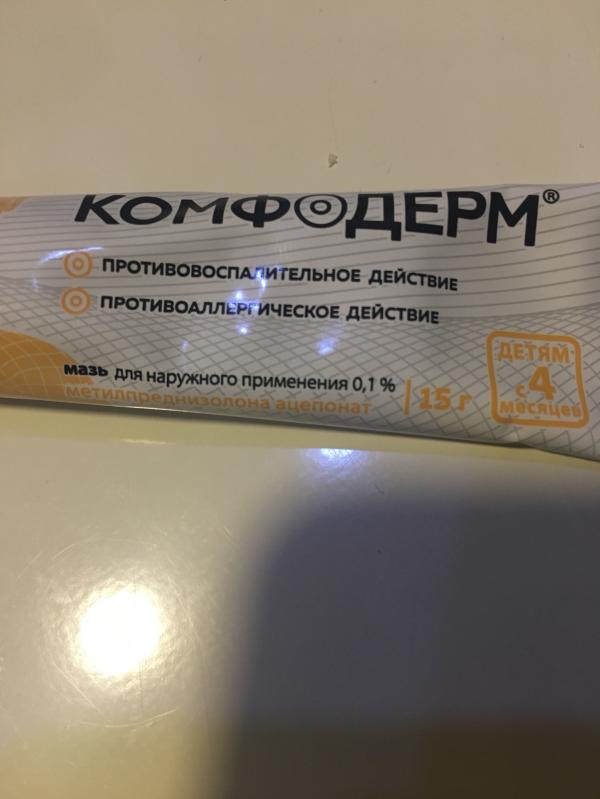 КОМФОДЕРМ®
ПРОТИВОВОСПАЛИТЕЛЬНОЕ ДЕЙСТВИЕ
ПРОТИВОАЛЛЕРГИЧЕСКОЕ ДЕЙСТВИЕ
мазь для наружного применения 0,1 %
метилпреднизолона ацепонат
15 г
ДЕТЯМ
с 4
месяцев